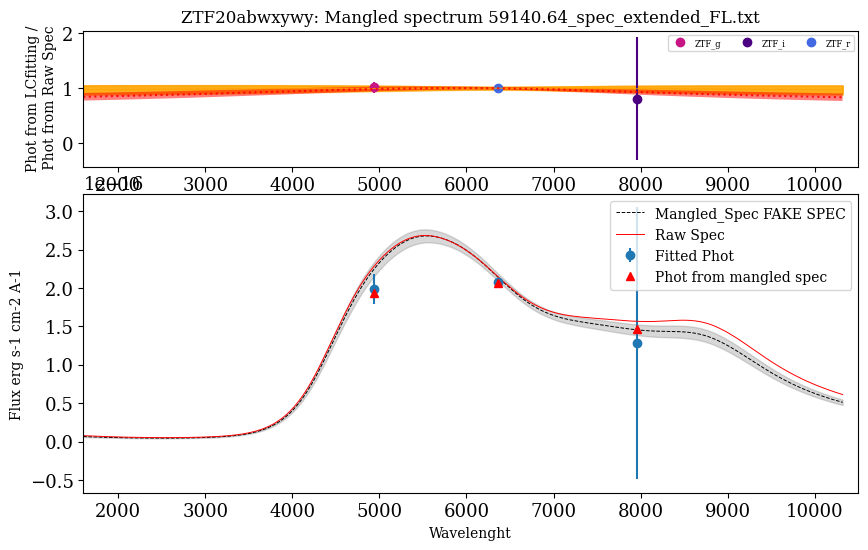 ZTF20abwxywy: Mangled spectrum 59140.64_spec_extended_FL.txt
Phot from LCfitting /
Phot from Raw Spec
2
1
0
ZTF_g
ZTF_i
ZTF_r
2000 3000 4000 5000 6000 7000 8000 9000 10000
1e−16
3.0
2.5
2.0
1.5
1.0
0.5
0.0
−0.5
Flux erg s-1 cm-2 A-1
Mangled_Spec FAKE SPEC
Raw Spec
Fitted Phot
Phot from mangled spec
2000 3000 4000 5000 6000 7000 8000 9000 10000
Wavelenght